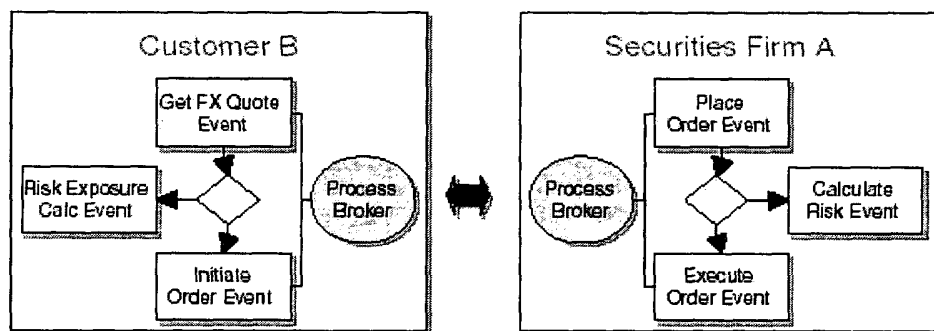 Customer B
Get FX Quote
Event
Risk Exposure
Calc Event
Process
Broker
Initiate
Order Event
Securities Firm A
Place
Order Event
Process
Broker
Calculate
Risk Event
Execute
Order Event